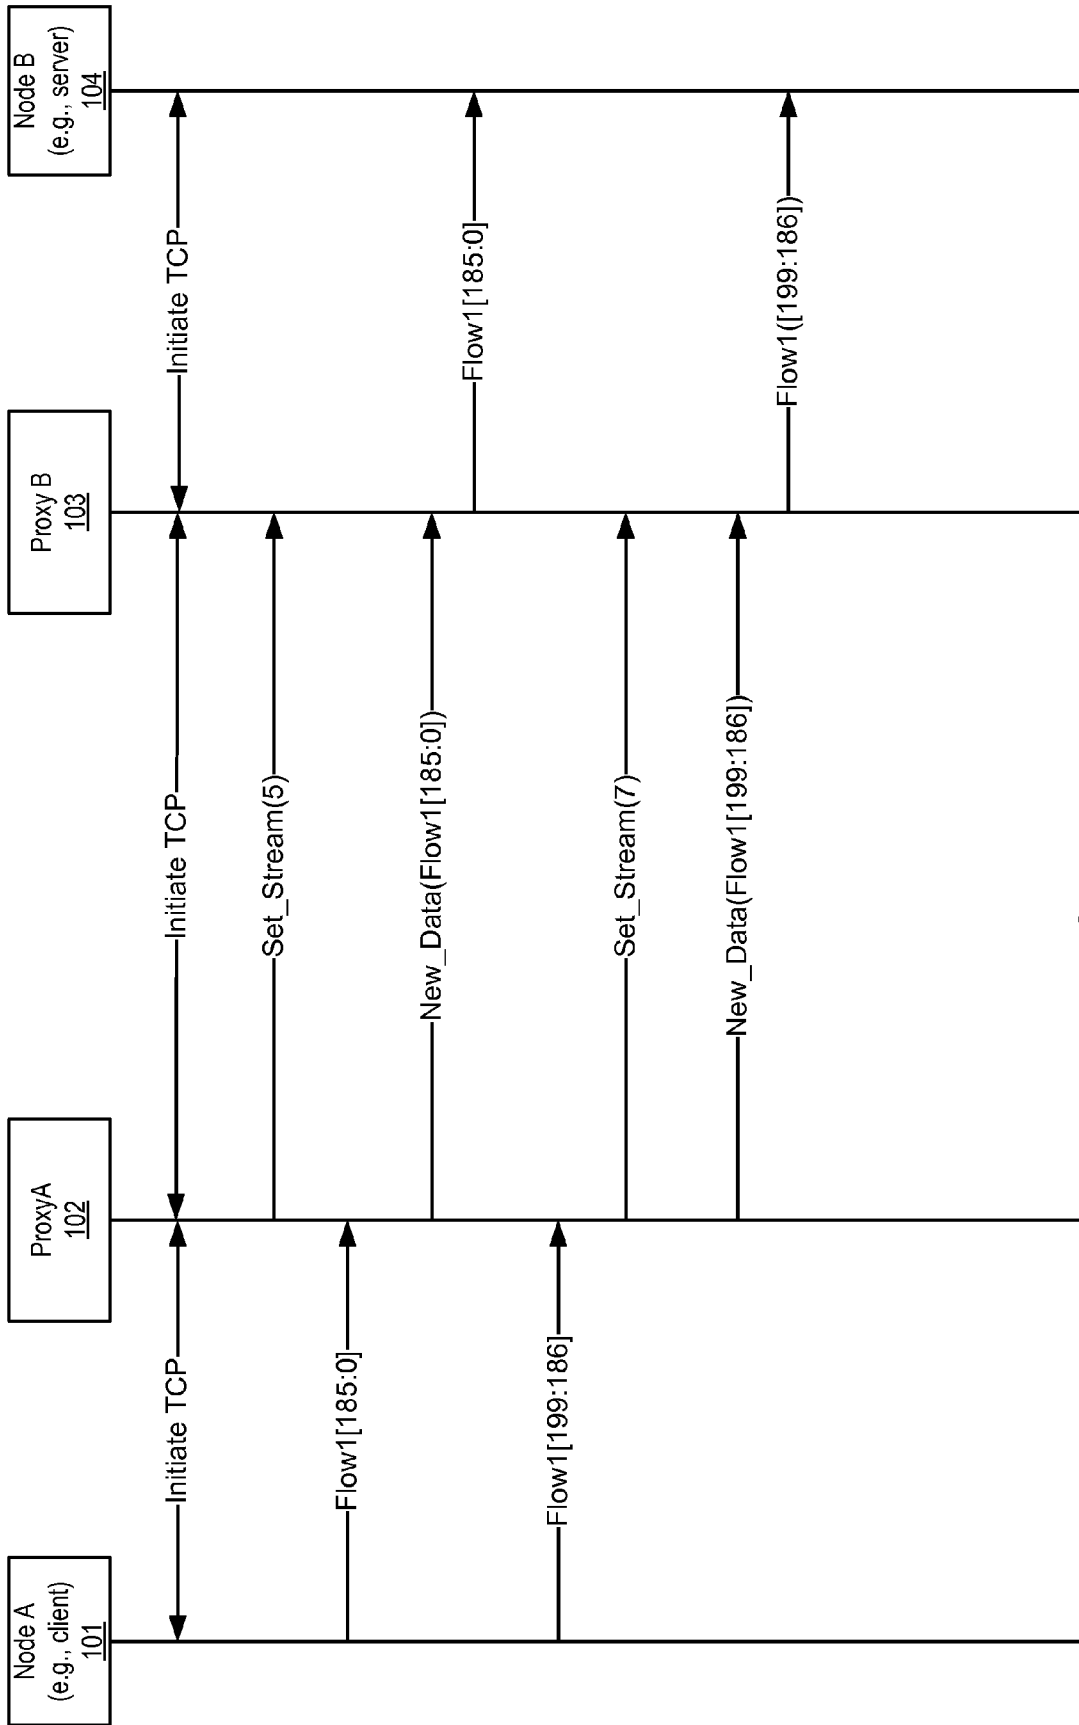 Node A
(e.g., client)
101
ProxyA
102
Proxy B
103
Node B
(e.g., server)
104
Initiate TCP
Initiate TCP
Initiate TCP
Set_Stream(5)
Flow1[185:0]
New_Data(Flow1[185:0])
Flow1[185:0]
Flow1[199:186]
Set_Stream(7)
New_Data(Flow1[199:186])
Flow1([199:186])